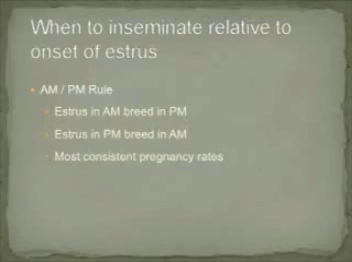 When to inseminate relative to
onset of estrus
AM / PM Rule
Estrus in AM breed in PM
Estrus in PM breed in AM
Most consistent pregnancy rates